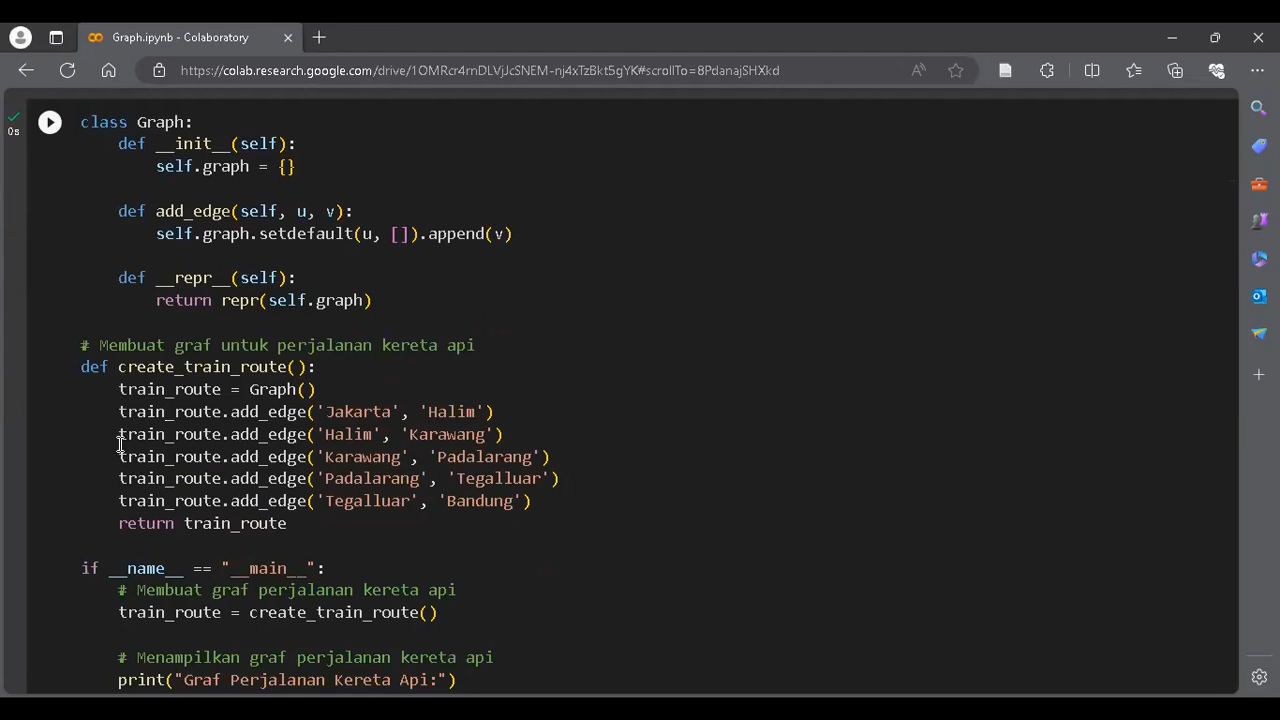 Graph.ipynb - Colaboratory
https://colab.research.google.com/drive/1OMRcr4rnDLVjJcSNEM-nj4xTzBkt5gYK#scrollTo=8PdanajSHXkd
0s
class Graph:
    def __init__(self):
        self.graph = {}

    def add_edge(self, u, v):
        self.graph.setdefault(u, []).append(v)

    def __repr__(self):
        return repr(self.graph)

# Membuat graf untuk perjalanan kereta api
def create_train_route():
    train_route = Graph()
    train_route.add_edge('Jakarta', 'Halim')
    train_route.add_edge('Halim', 'Karawang')
    train_route.add_edge('Karawang', 'Padalarang')
    train_route.add_edge('Padalarang', 'Tegalluar')
    train_route.add_edge('Tegalluar', 'Bandung')
    return train_route

if __name__ == "__main__":
    # Membuat graf perjalanan kereta api
    train_route = create_train_route()

    # Menampilkan graf perjalanan kereta api
    print("Graf Perjalanan Kereta Api:")